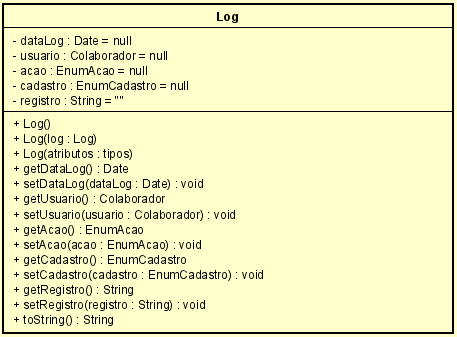 Log
- dataLog : Date = null
- usuario : Colaborador = null
- acao : EnumAcao = null
- cadastro : EnumCadastro = null
- registro : String = ""
+ Log()
+ Log(log : Log)
+ Log(atributos : tipos)
+ getDataLog() : Date
+ setDataLog(dataLog : Date) : void
+ getUsuario() : Colaborador
+ setUsuario(usuario : Colaborador) : void
+ getAcao() : EnumAcao
+ setAcao(acao : EnumAcao) : void
+ getCadastro() : EnumCadastro
+ setCadastro(cadastro : EnumCadastro) : void
+ getRegistro() : String
+ setRegistro(registro : String) : void
+ toString() : String